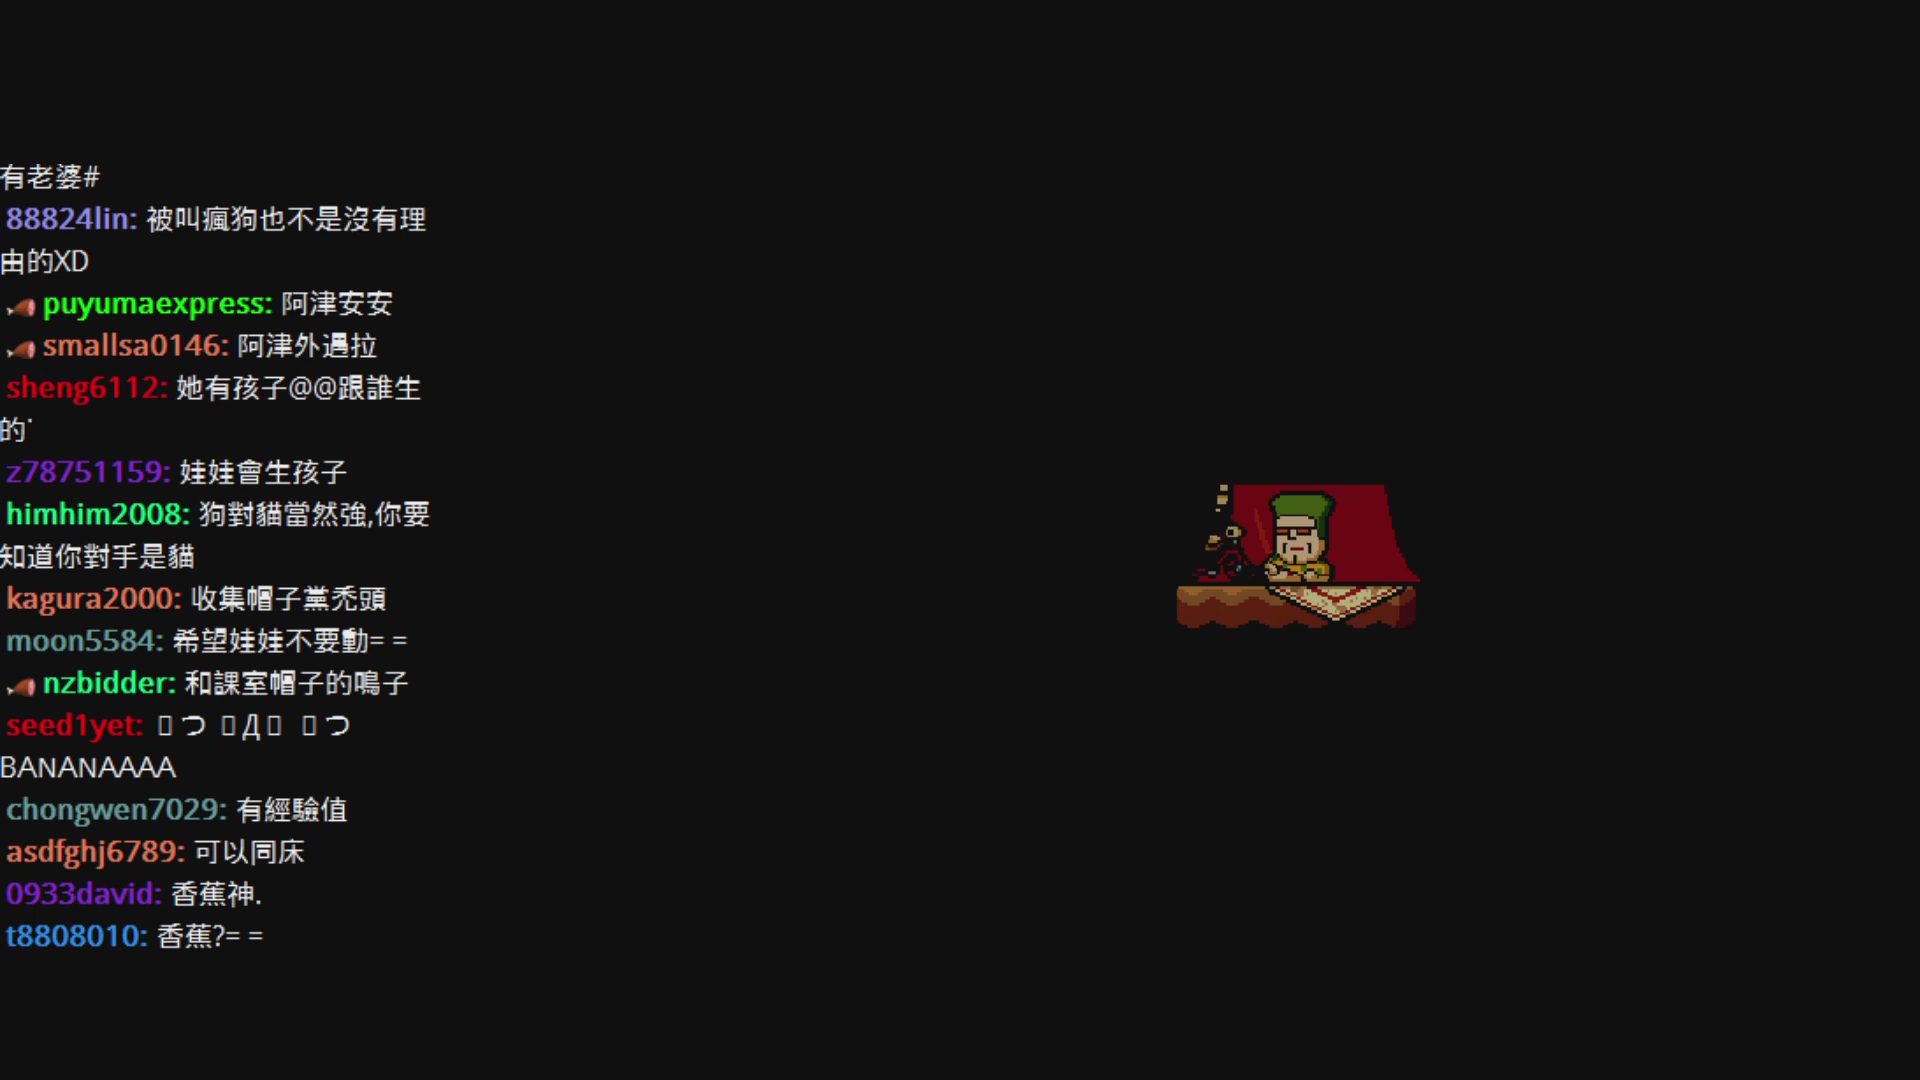 有老婆#
88824lin: 被叫瘋狗也不是沒有理
由的XD
puyumaexpress: 阿津安安
smallsa0146: 阿津外遇拉
sheng6112: 她有孩子@@跟誰生
的˙
z78751159: 娃娃會生孩子
himhim2008: 狗對貓當然強,你要
知道你對手是貓
kagura2000: 收集帽子黨禿頭
moon5584: 希望娃娃不要動= =
nzbidder: 和課室帽子的鳴子
seed1yet: ▯つ ▯Д▯ ▯つ
BANANAAAA
chongwen7029: 有經驗值
asdfghj6789: 可以同床
0933david: 香蕉神.
t8808010: 香蕉?= =